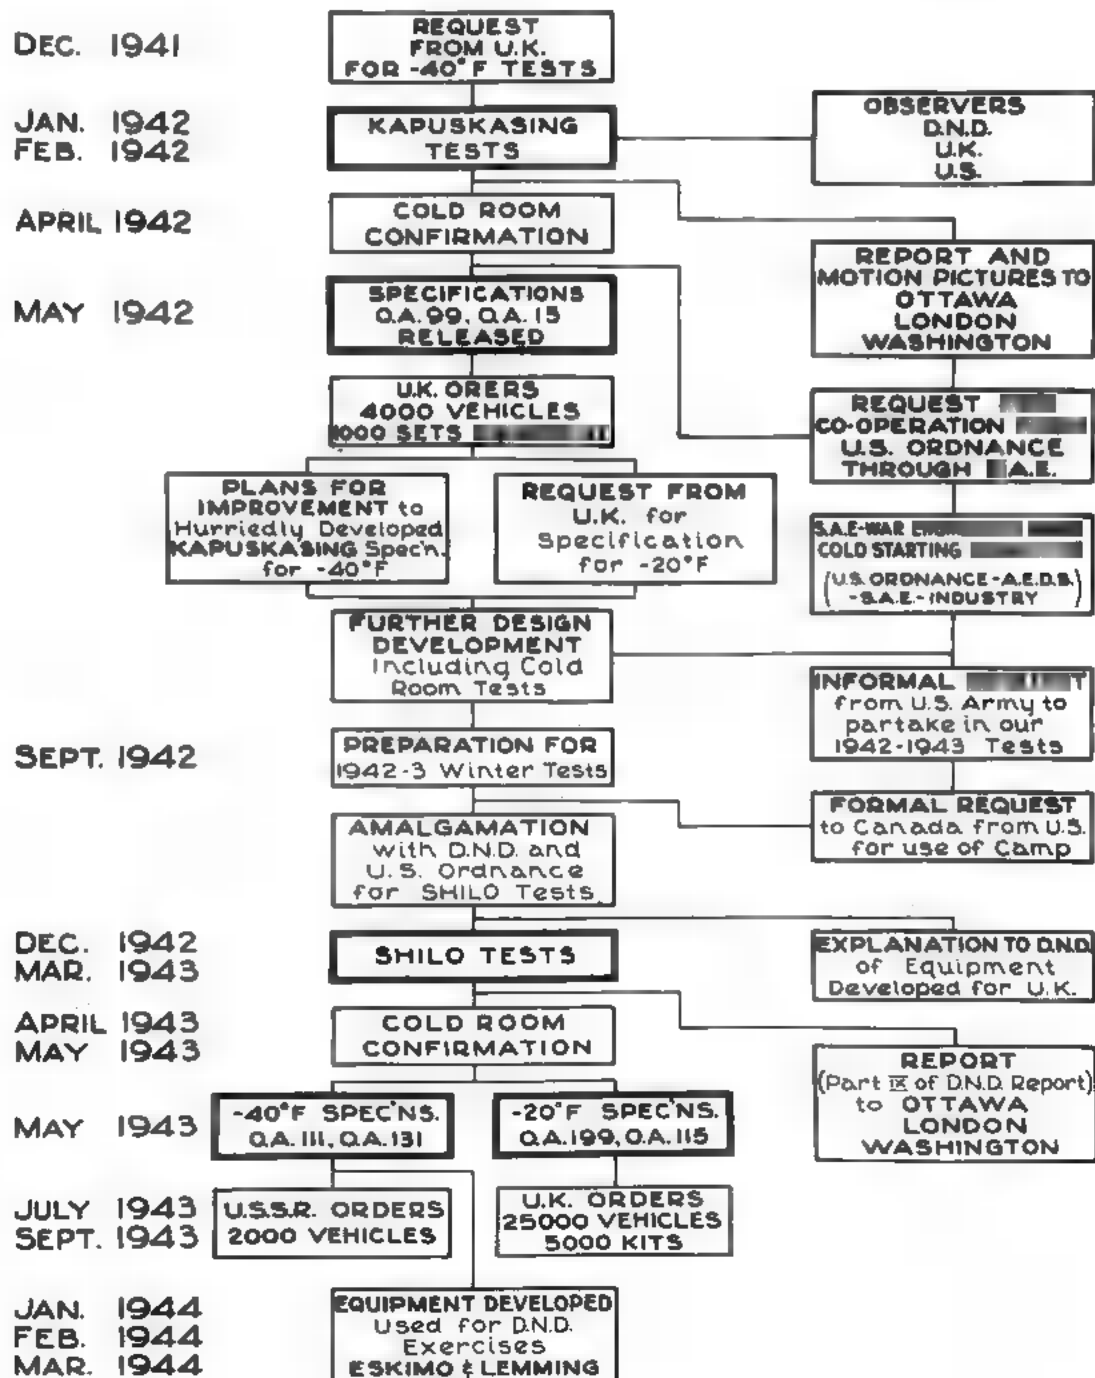 DEC. 1941
REQUEST
FROM U.K.
FOR -40°F TESTS
JAN. 1942
FEB. 1942
KAPUSKASING
TESTS
OBSERVERS
D.N.D.
U.K.
U.S.
APRIL 1942
COLD ROOM
CONFIRMATION
REPORT AND
MOTION PICTURES TO
OTTAWA
LONDON
WASHINGTON
MAY 1942
SPECIFICATIONS
O.A. 99, O.A. 15
RELEASED
U.K. ORERS
4000 VEHICLES
1000 SETS
REQUEST
CO-OPERATION
U.S. ORDNANCE
THROUGH A.E.
PLANS FOR
IMPROVEMENT to
Hurriedly Developed
KAPUSKASING Spec'n.
for -40°F
REQUEST FROM
U.K. for
Specification
for -20°F
S.A.E-WAR
COLD STARTING
(U.S. ORDNANCE-A.E.D.S.
-S.A.E.-INDUSTRY)
FURTHER DESIGN
DEVELOPMENT
Including Cold
Room Tests
INFORMAL
from U.S. Army to
partake in our
1942-1943 Tests
SEPT. 1942
PREPARATION FOR
1942-3 Winter Tests
FORMAL REQUEST
to Canada from U.S.
for use of Camp
AMALGAMATION
with D.N.D. and
U.S. Ordnance
for SHILO Tests
DEC. 1942
MAR. 1943
SHILO TESTS
EXPLANATION TO D.N.D.
of Equipment
Developed for U.K.
APRIL 1943
MAY 1943
COLD ROOM
CONFIRMATION
REPORT
(Part IX of D.N.D. Report)
to OTTAWA
LONDON
WASHINGTON
MAY 1943
-40°F SPEC'NS.
O.A. 111, O.A. 131
-20°F SPEC'NS.
O.A. 199, O.A. 115
JULY 1943
SEPT. 1943
U.S.S.R. ORDERS
2000 VEHICLES
U.K. ORDERS
25000 VEHICLES
5000 KITS
JAN. 1944
FEB. 1944
MAR. 1944
EQUIPMENT DEVELOPED
Used for D.N.D.
Exercises
ESKIMO & LEMMING